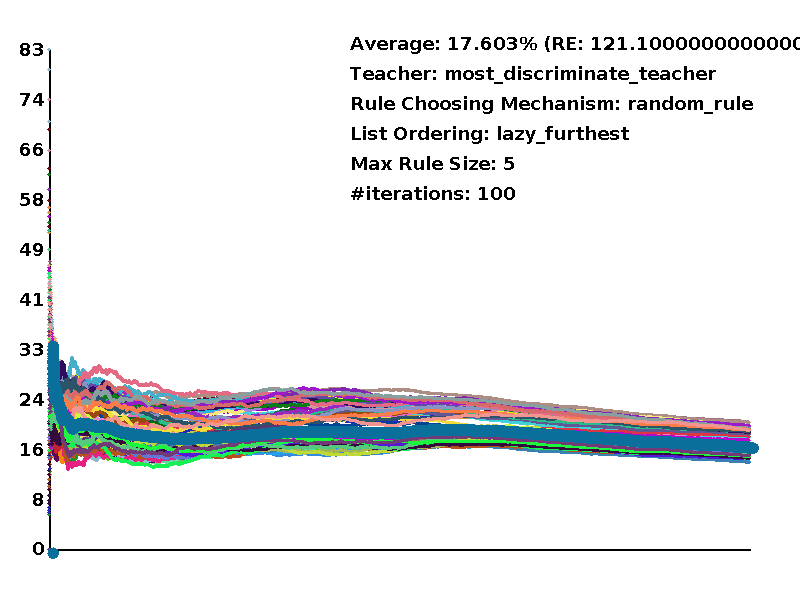 Average: 17.603% (RE: 121.1000000000000
Teacher: most_discriminate_teacher
Rule Choosing Mechanism: random_rule
List Ordering: lazy_furthest
Max Rule Size: 5
#iterations: 100
83
74
66
58
49
41
33
24
16
8
0